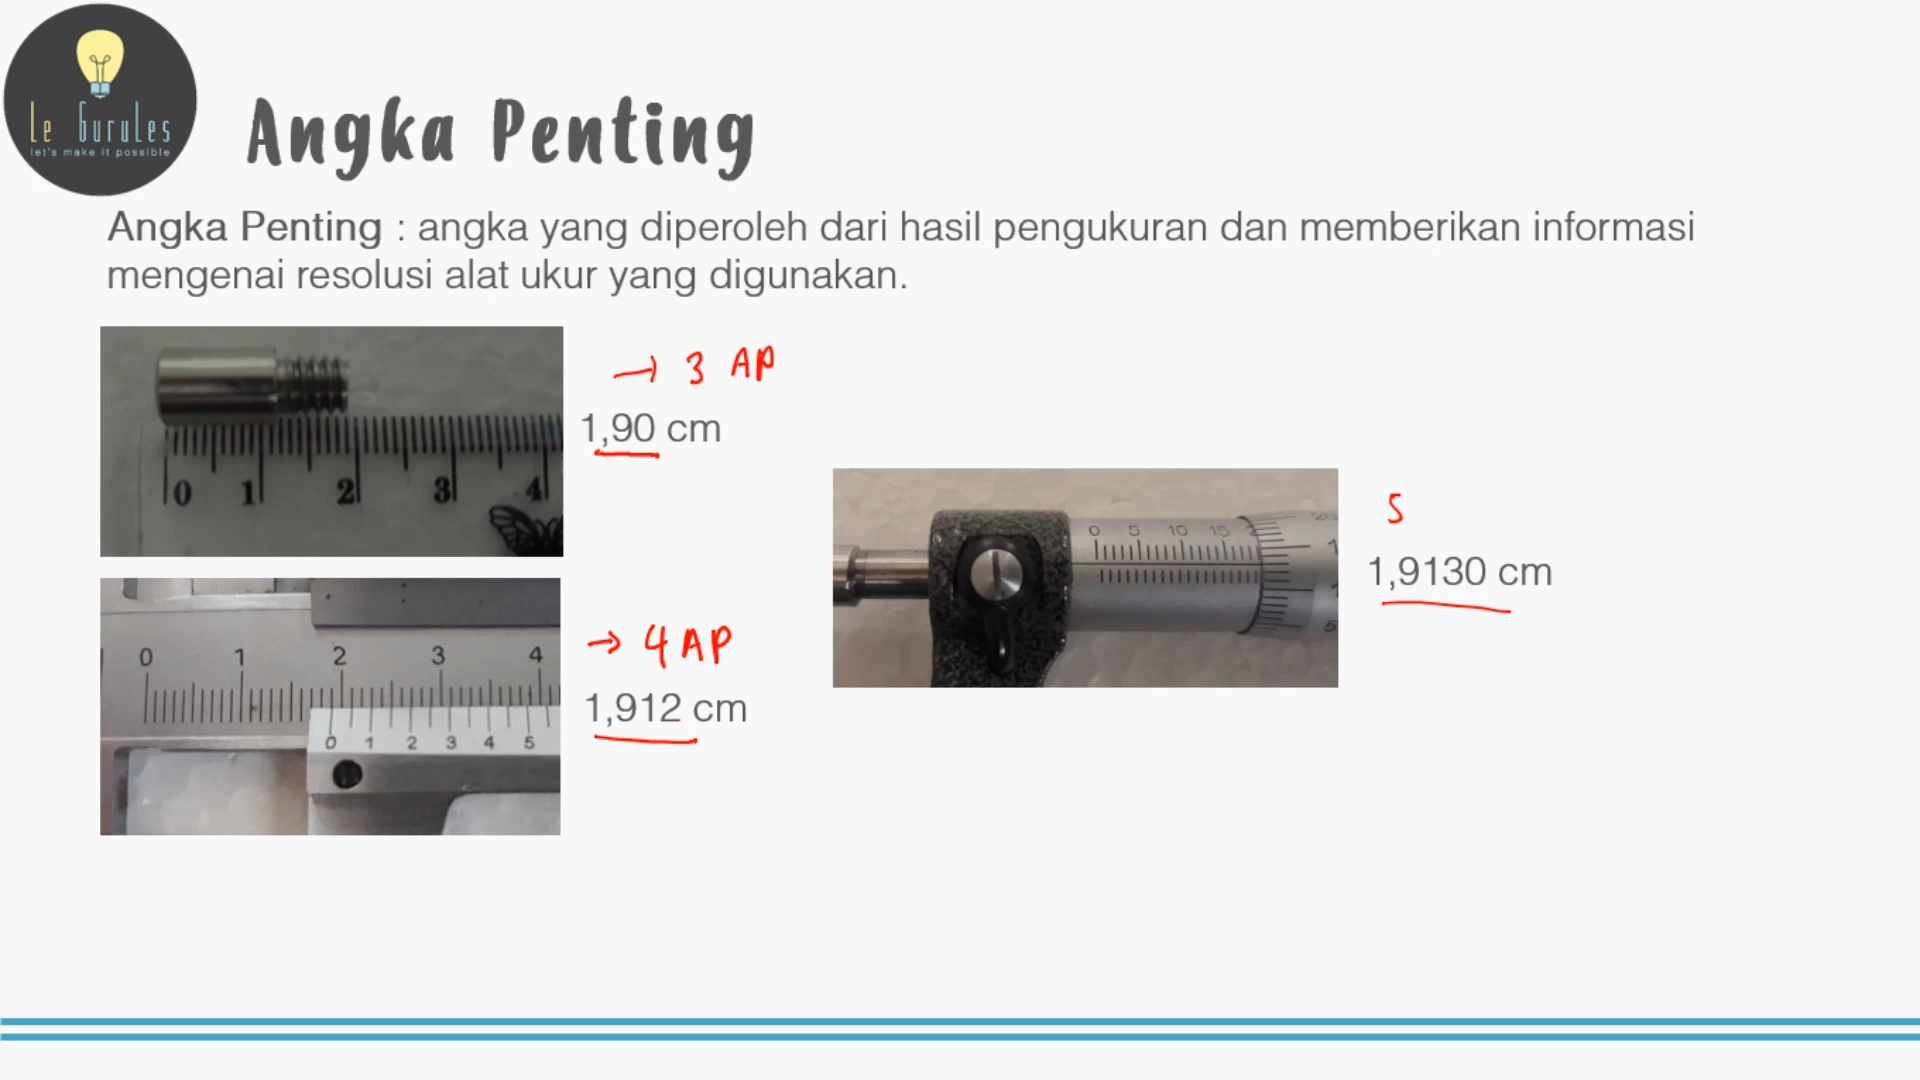 Le Gurules
let's make it possible
Angka Penting
Angka Penting : angka yang diperoleh dari hasil pengukuran dan memberikan informasi
mengenai resolusi alat ukur yang digunakan.
→ 3 AP
1,90 cm
0 1 2 3 4
→ 4 AP
1,912 cm
0 1 2 3 4
0 1 2 3 4 5
0 5 10 15
20
5
5
1,9130 cm